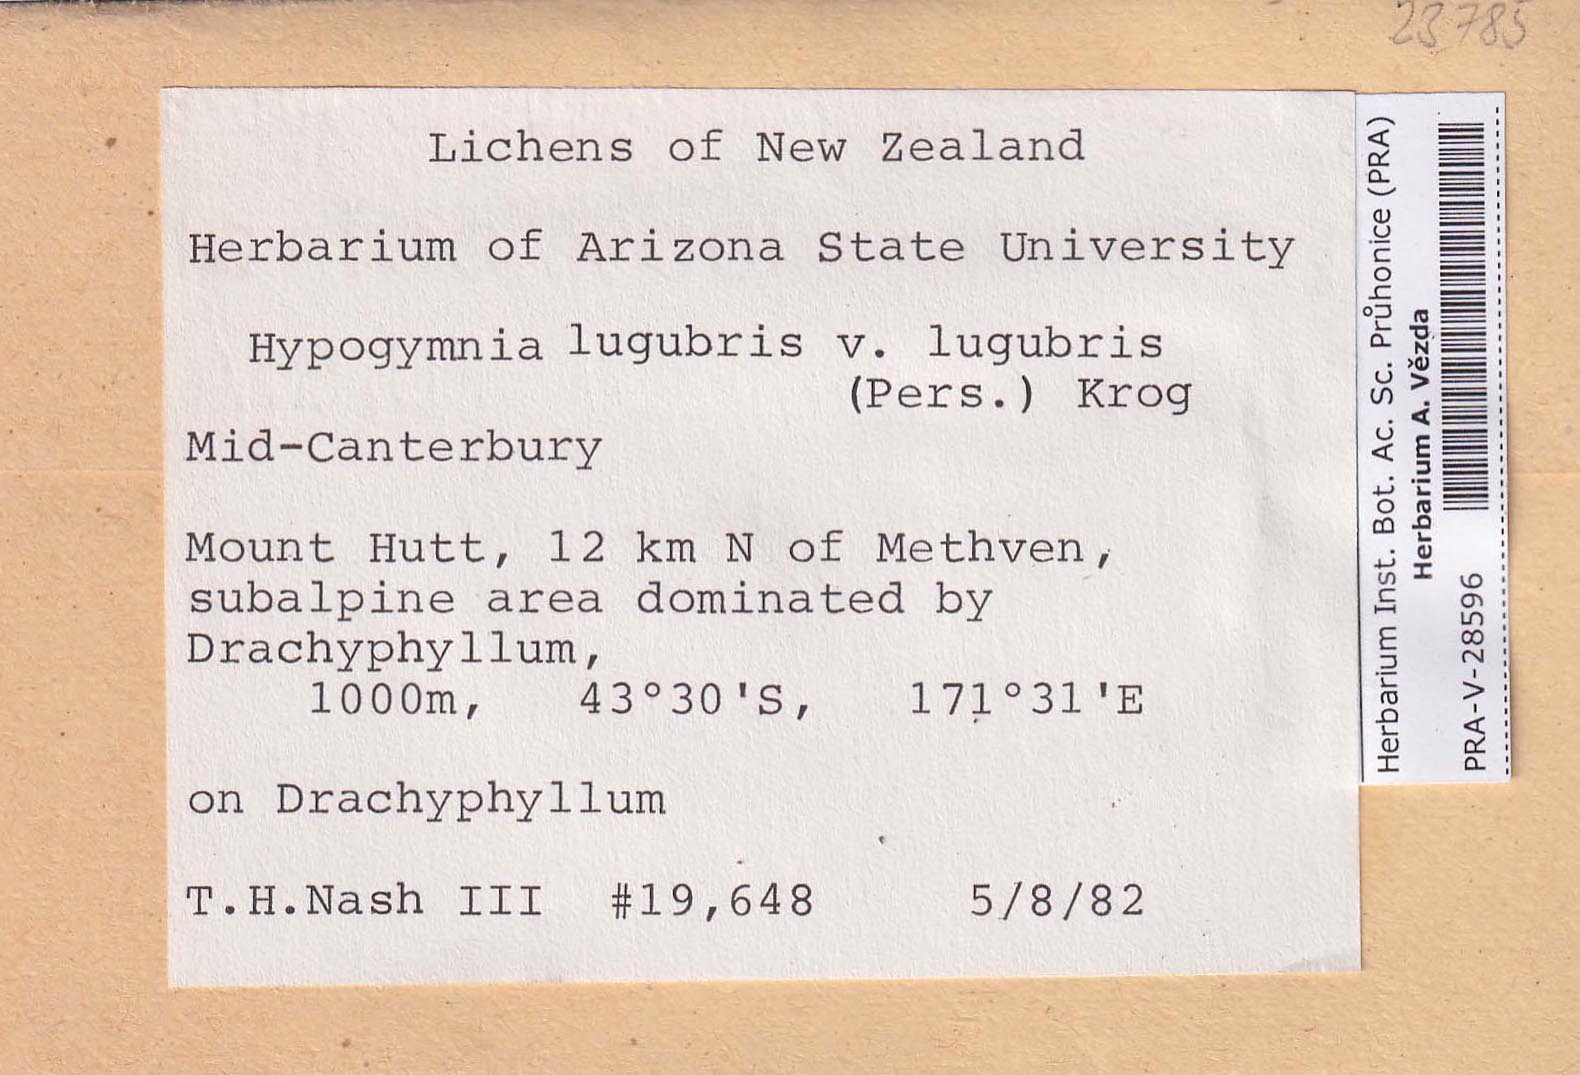 23785
Lichens of New Zealand
Herbarium of Arizona State University
Hypogymnia lugubris v. lugubris
(Pers.) Krog
Mid-Canterbury
Mount Hutt, 12 km N of Methven,
subalpine area dominated by
Drachyphyllum,
1000m, 43°30'S, 171°31'E
on Drachyphyllum
T.H.Nash III #19,648 5/8/82
Herbarium Inst. Bot. Ac. Sc. Průhonice (PRA)
Herbarium A. Vězda
PRA-V-28596